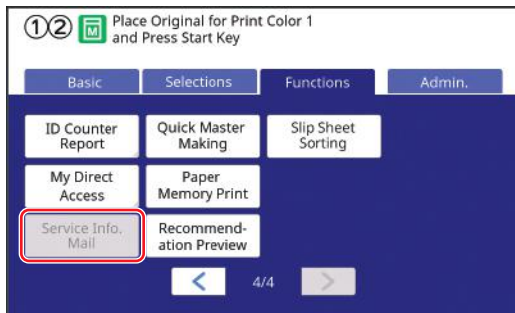 ①② M Place Original for Print Color 1
and Press Start Key
Basic Selections Functions Admin.
ID Counter
Report
Quick Master
Making
Slip Sheet
Sorting
My Direct
Access
Paper
Memory Print
Service Info.
Mail
Recommend-
ation Preview
< 4/4 >